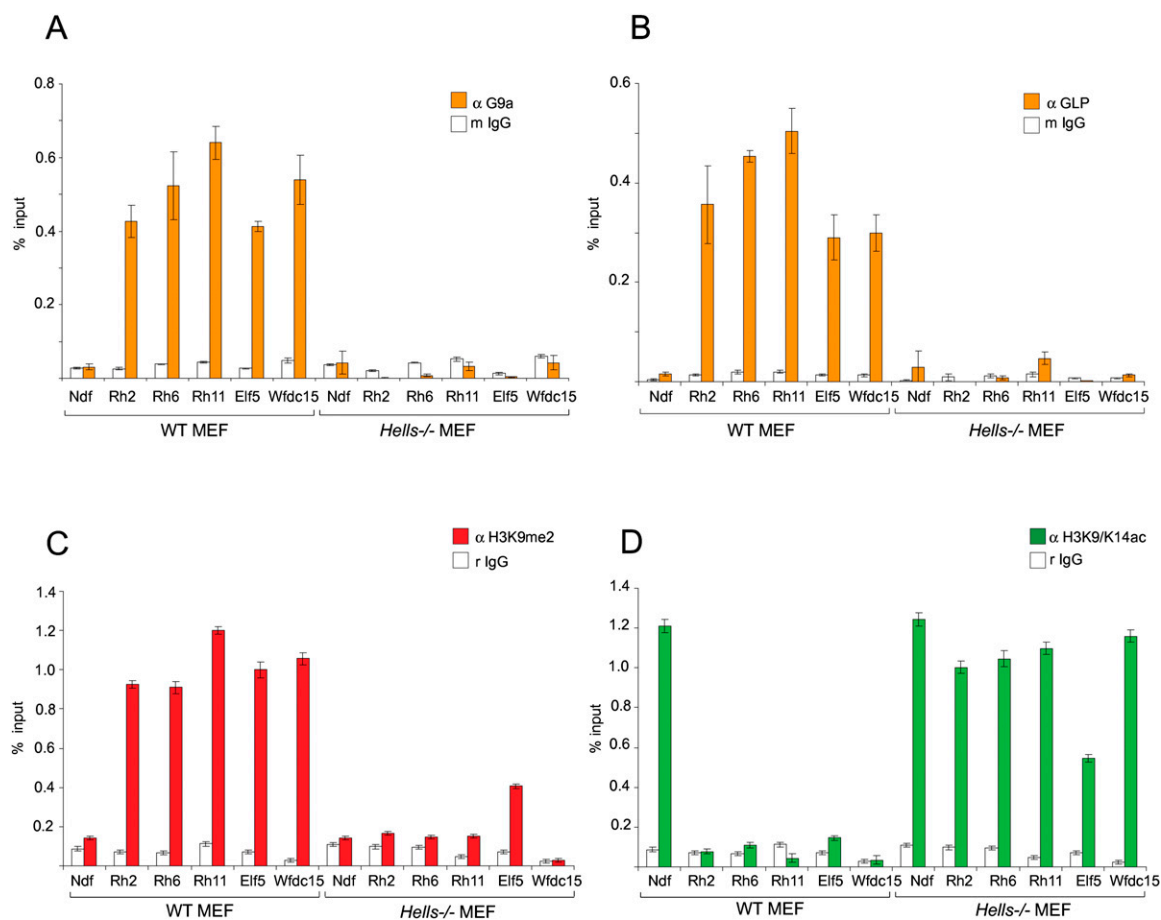 A
α G9a
m IgG
% input
0.8
0.6
0.4
0.2
Ndf Rh2 Rh6 Rh11 Elf5 Wfdc15 Ndf Rh2 Rh6 Rh11 Elf5 Wfdc15
WT MEF Hells-/- MEF
B
α GLP
m IgG
% input
0.6
0.4
0.2
Ndf Rh2 Rh6 Rh11 Elf5 Wfdc15 Ndf Rh2 Rh6 Rh11 Elf5 Wfdc15
WT MEF Hells-/- MEF
C
α H3K9me2
r IgG
% input
1.4
1.2
1.0
0.8
0.6
0.4
0.2
Ndf Rh2 Rh6 Rh11 Elf5 Wfdc15 Ndf Rh2 Rh6 Rh11 Elf5 Wfdc15
WT MEF Hells-/- MEF
D
α H3K9/K14ac
r IgG
% input
1.4
1.2
1.0
0.8
0.6
0.4
0.2
Ndf Rh2 Rh6 Rh11 Elf5 Wfdc15 Ndf Rh2 Rh6 Rh11 Elf5 Wfdc15
WT MEF Hells-/- MEF